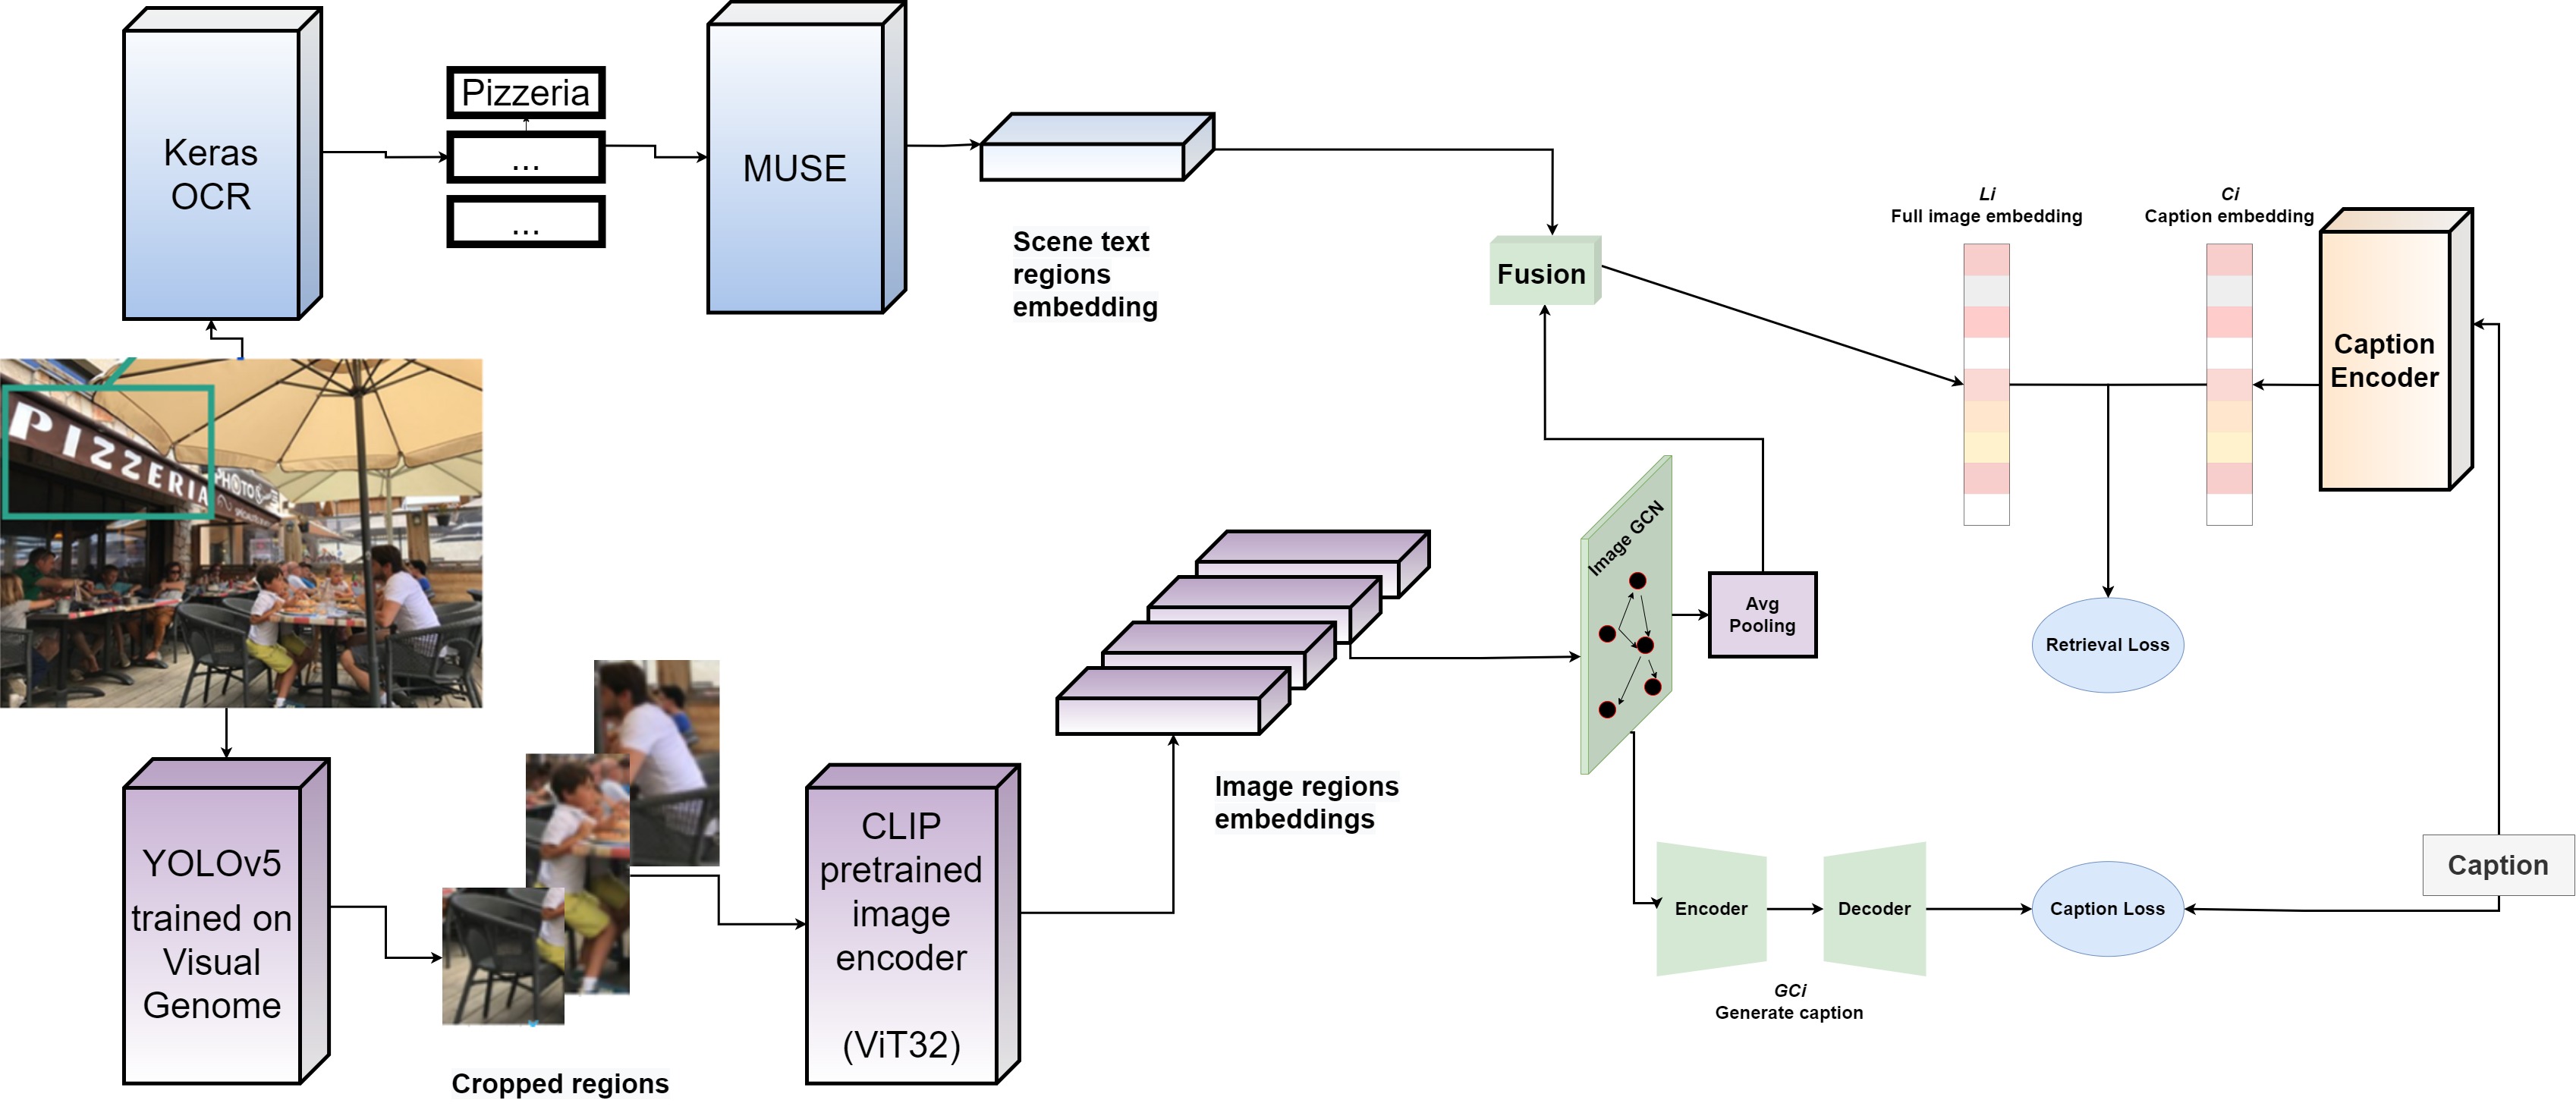 Keras
OCR
Pizzeria
...
...
MUSE
Scene text
regions
embedding
Fusion
Li
Full image embedding
Ci
Caption embedding
Caption
Encoder
PIZZERIA
PHOTO
Image GCN
Avg
Pooling
Retrieval Loss
YOLOv5
trained on
Visual
Genome
Cropped regions
CLIP
pretrained
image
encoder
(ViT32)
Image regions
embeddings
Encoder
Decoder
GCi
Generate caption
Caption Loss
Caption